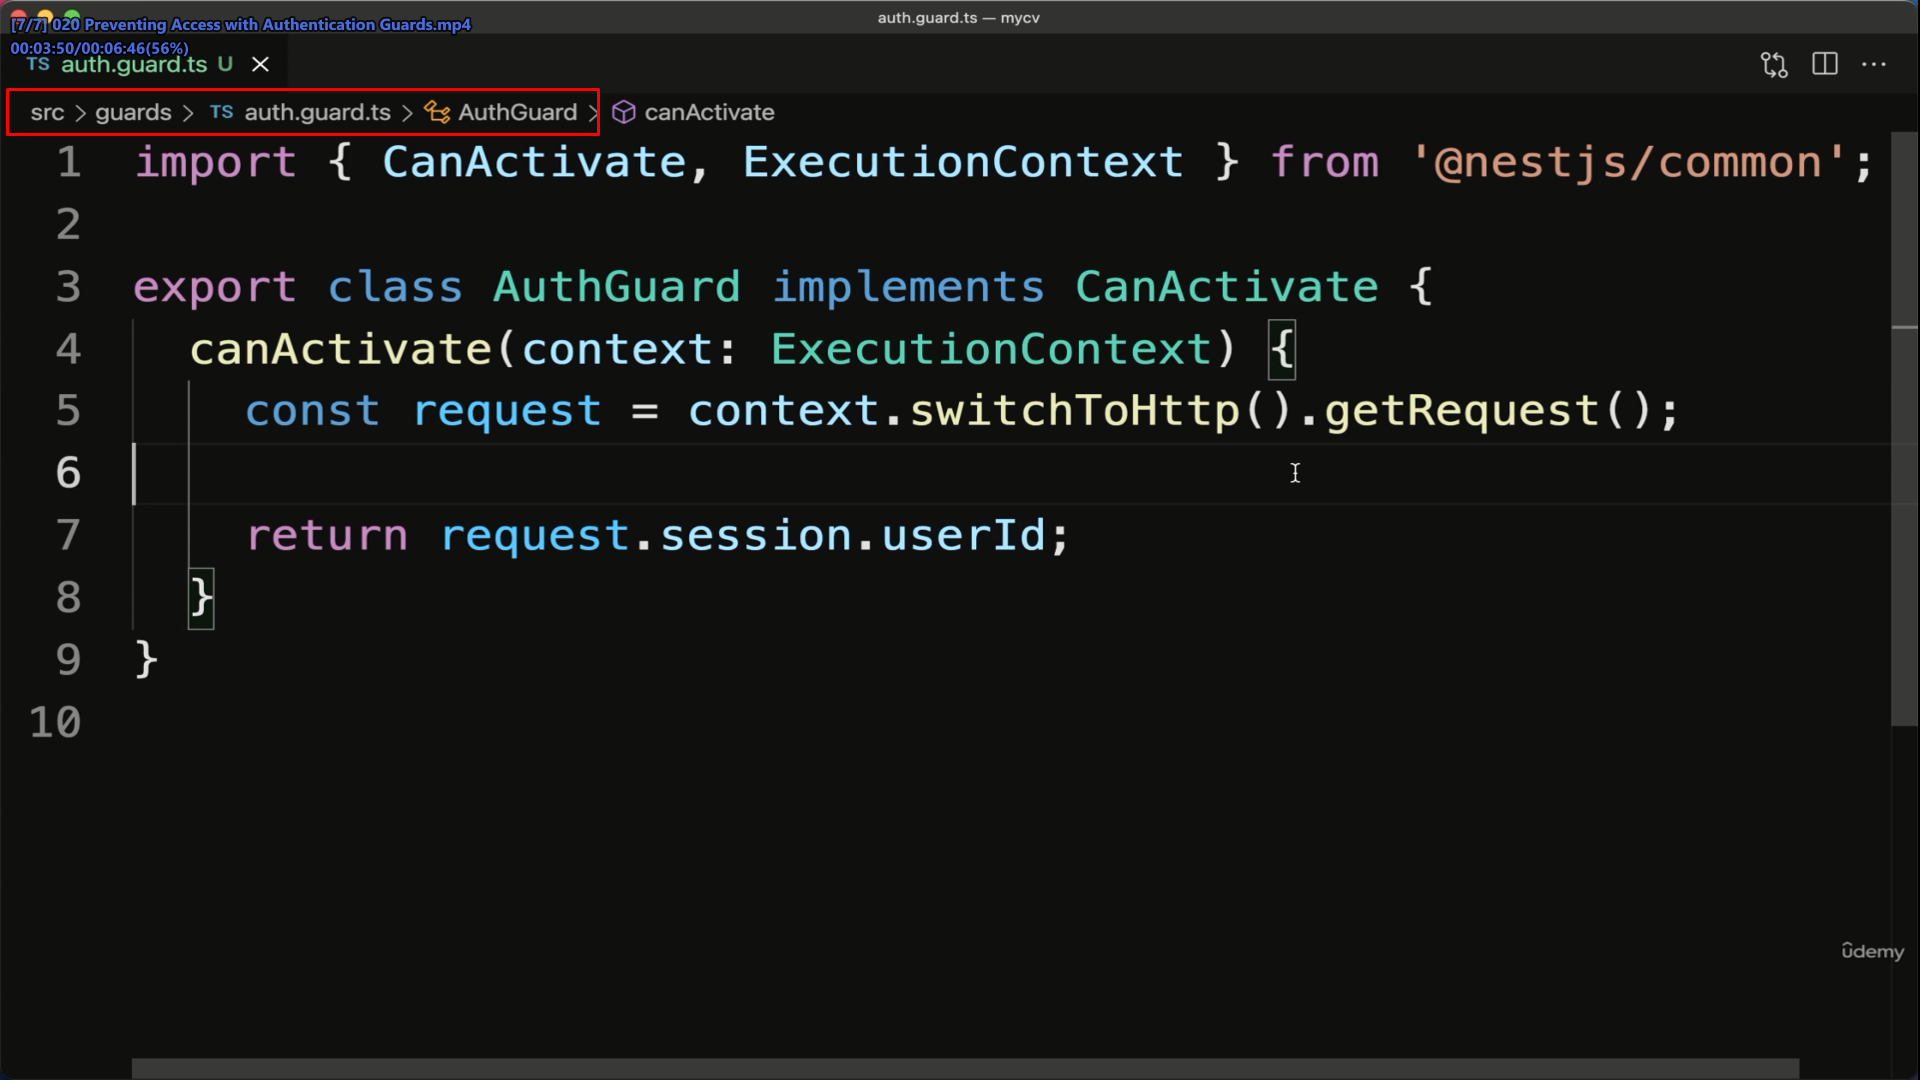 auth.guard.ts — mycv
[7/7] 020 Preventing Access with Authentication Guards.mp4
00:03:50/00:06:46(56%)
TS auth.guard.ts U
src > guards > TS auth.guard.ts > AuthGuard > canActivate
1 import { CanActivate, ExecutionContext } from '@nestjs/common';
2
3 export class AuthGuard implements CanActivate {
4 canActivate(context: ExecutionContext) {
5 const request = context.switchToHttp().getRequest();
6
7 return request.session.userId;
8 }
9 }
10
ûdemy